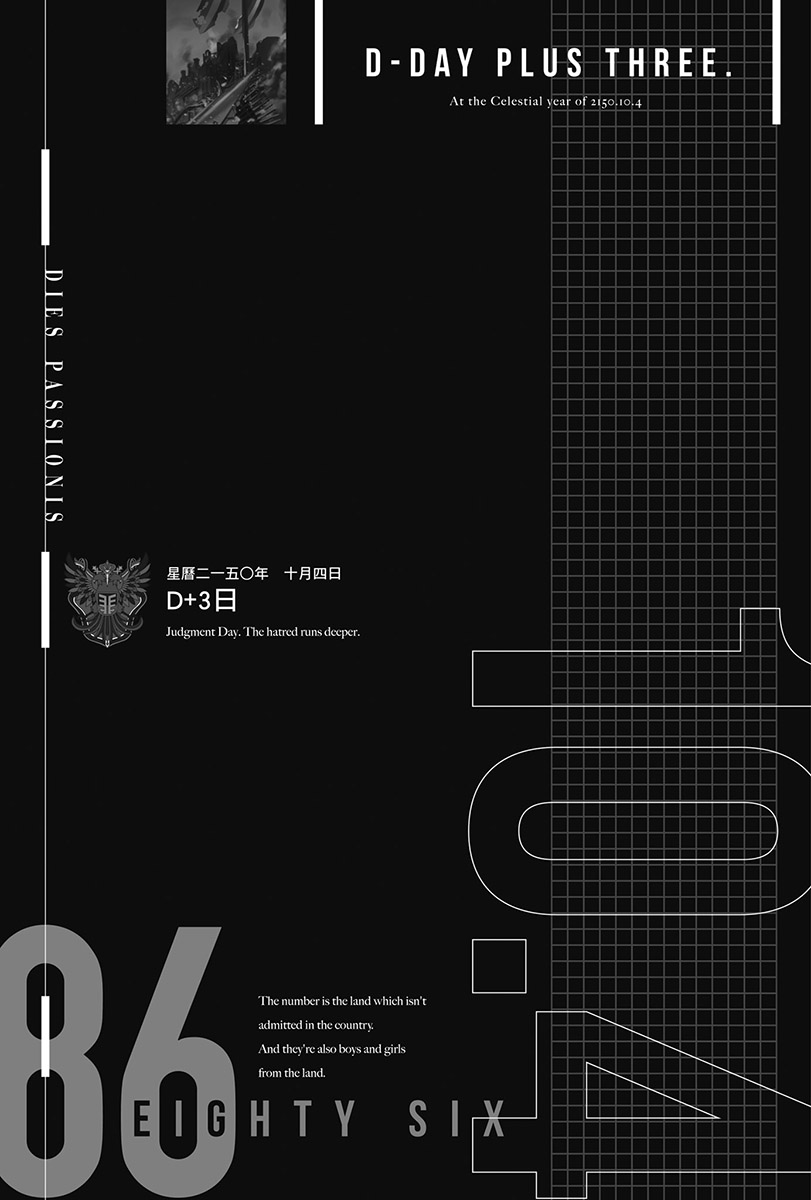 D-DAY PLUS THREE.
At the Celestial year of 2150.10.4
DIES PASSIONIS
星曆二一五〇年　十月四日
D+3日
Judgment Day. The hatred runs deeper.
10.4
86
The number is the land which isn't
admitted in the country.
And they're also boys and girls
from the land.
EIGHTY SIX